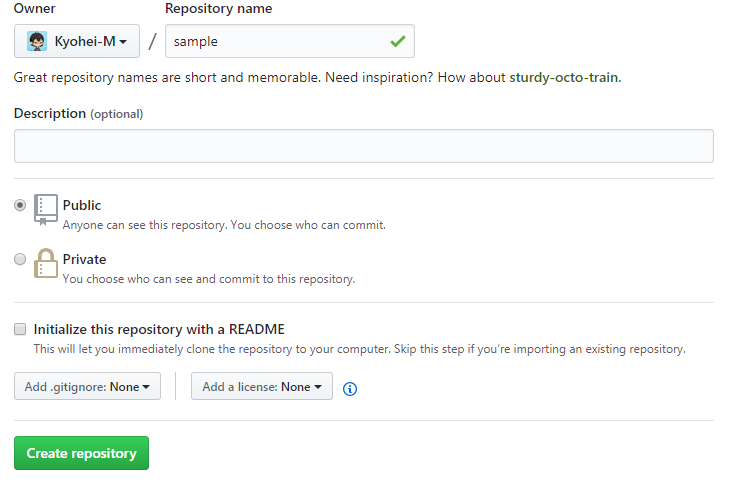 Owner Repository name
Kyohei-M / sample
Great repository names are short and memorable. Need inspiration? How about sturdy-octo-train.
Description (optional)
Public
Anyone can see this repository. You choose who can commit.
Private
You choose who can see and commit to this repository.
Initialize this repository with a README
This will let you immediately clone the repository to your computer. Skip this step if you're importing an existing repository.
Add .gitignore: None Add a license: None
Create repository